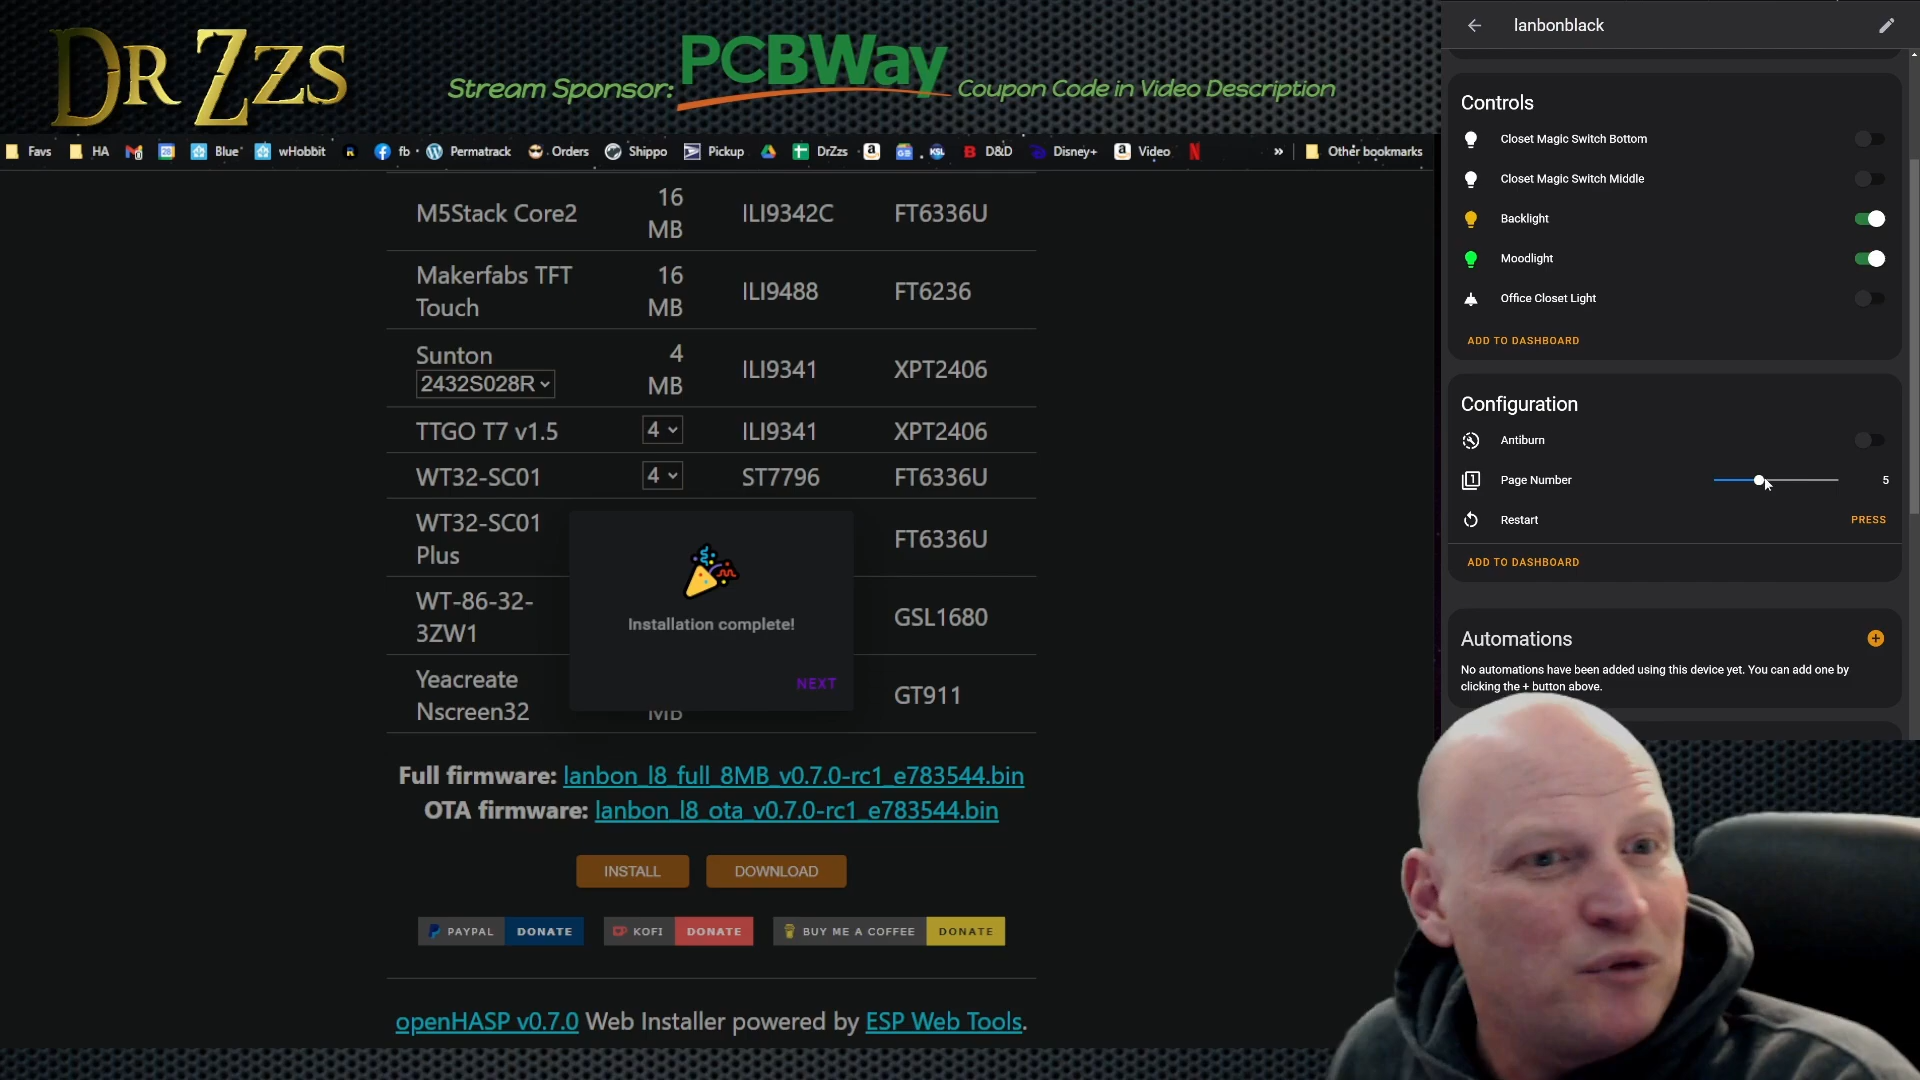 DR ZZS
Stream Sponsor: PCBWay Coupon Code in Video Description
Favs HA Blue wHobbit fb Permatrack Orders Shippo Pickup DrZzs KSL D&D Disney+ Video » Other bookmarks
M5Stack Core2 16 MB ILI9342C FT6336U
Makerfabs TFT Touch 16 MB ILI9488 FT6236
Sunton 2432S028R 4 MB ILI9341 XPT2406
TTGO T7 v1.5 4 ILI9341 XPT2406
WT32-SC01 4 ST7796 FT6336U
WT32-SC01 Plus FT6336U
WT-86-32-3ZW1 GSL1680
Yeacreate Nscreen32 MB GT911
Installation complete!
NEXT
Full firmware: lanbon_l8_full_8MB_v0.7.0-rc1_e783544.bin
OTA firmware: lanbon_l8_ota_v0.7.0-rc1_e783544.bin
INSTALL DOWNLOAD
PAYPAL DONATE KOFI DONATE BUY ME A COFFEE DONATE
openHASP v0.7.0 Web Installer powered by ESP Web Tools.
lanbonblack
Controls
Closet Magic Switch Bottom
Closet Magic Switch Middle
Backlight
Moodlight
Office Closet Light
ADD TO DASHBOARD
Configuration
Antiburn
Page Number 5
Restart PRESS
ADD TO DASHBOARD
Automations
No automations have been added using this device yet. You can add one by
clicking the + button above.